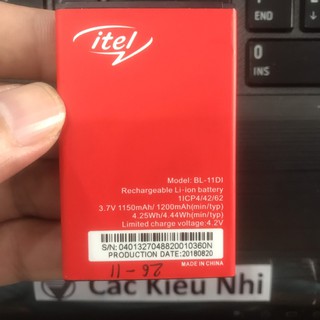 itel
END
0
INS
Model: BL-11DI
Rechargeable Li-ion battery
1ICP4/42/62
3.7V 1150mAh/ 1200mAh(min/typ)
4.25Wh/4.44Wh(min/typ)
Limited charge voltage: 4.2V
S/N: 0401327048820010360N
PRODUCTION DATE: 20180820
MADE IN CHINA
26-11
Các Kiểu Nhi